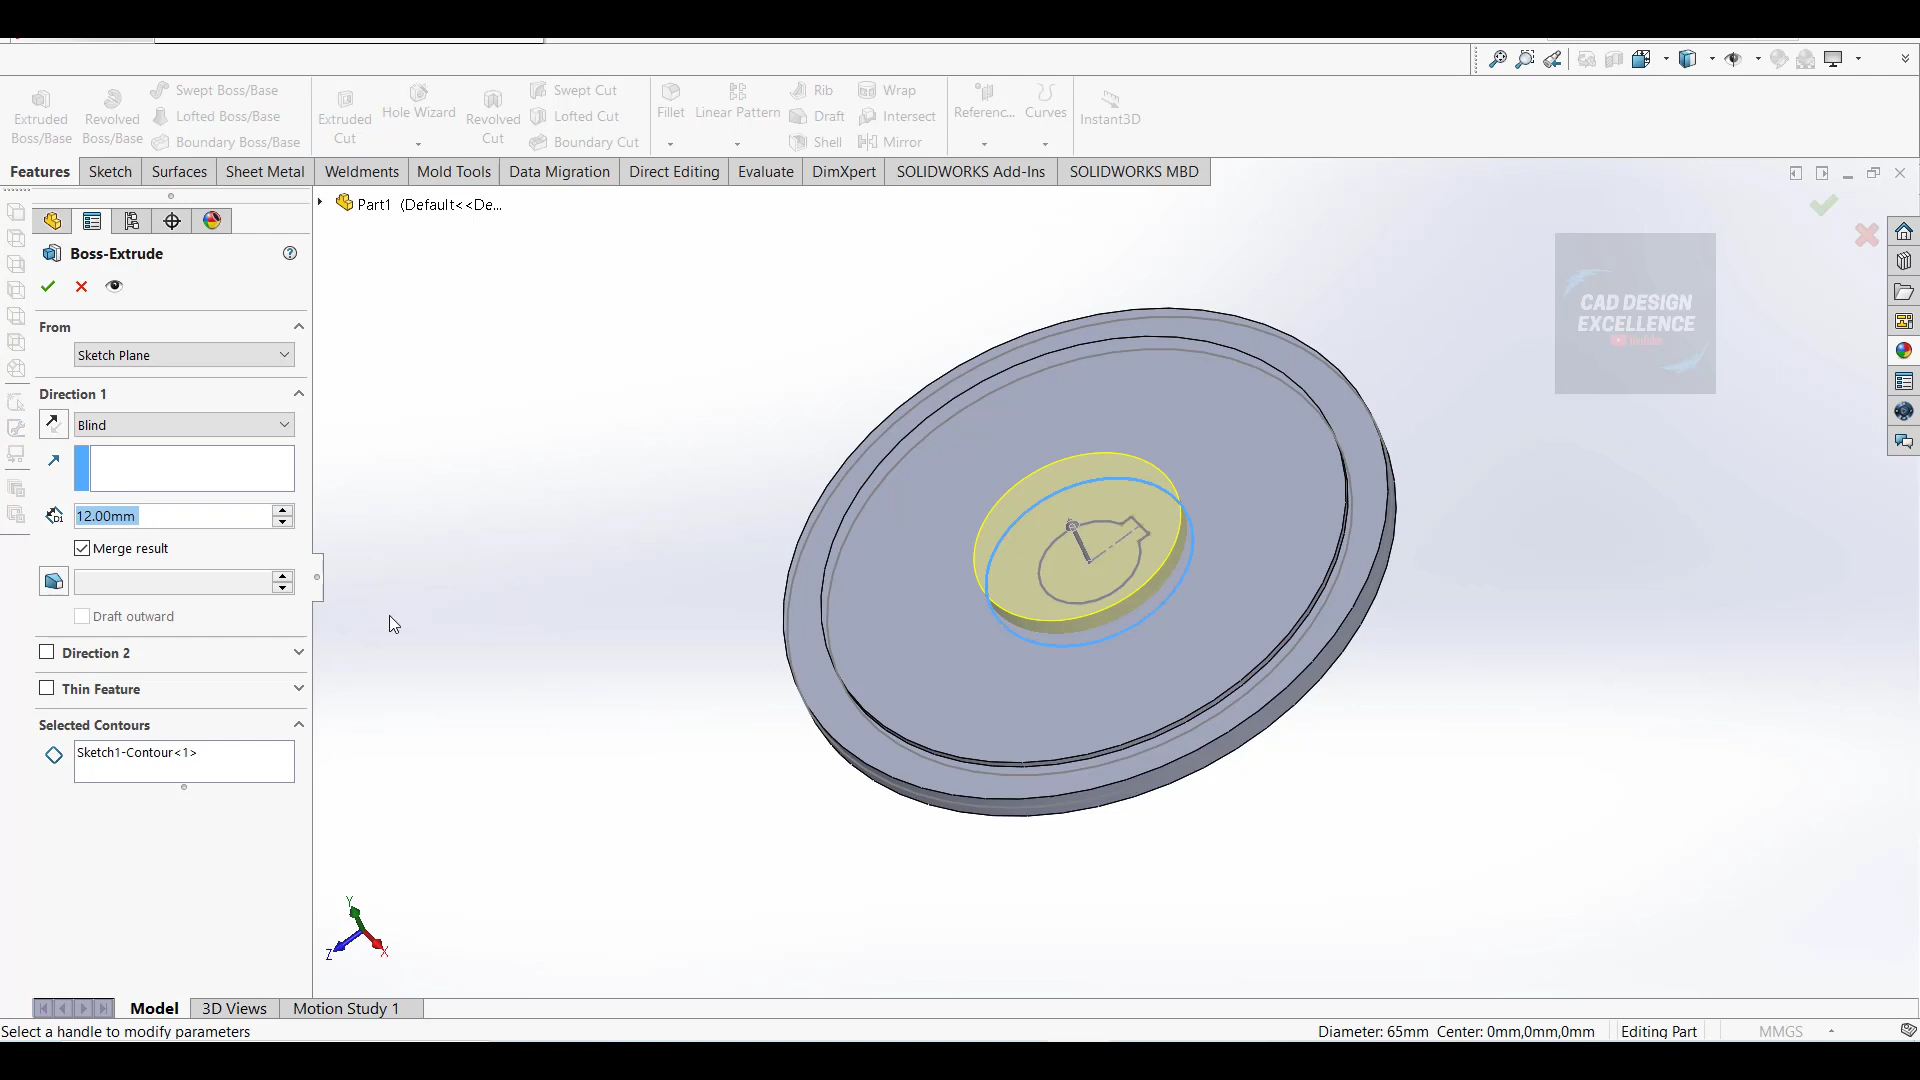 Extruded Boss/Base
Revolved Boss/Base
Swept Boss/Base
Lofted Boss/Base
Boundary Boss/Base
Extruded Cut
Hole Wizard
Revolved Cut
Swept Cut
Lofted Cut
Boundary Cut
Fillet
Linear Pattern
Rib
Draft
Shell
Wrap
Intersect
Mirror
Referenc...
Curves
Instant3D
Features
Sketch
Surfaces
Sheet Metal
Weldments
Mold Tools
Data Migration
Direct Editing
Evaluate
DimXpert
SOLIDWORKS Add-Ins
SOLIDWORKS MBD
Part1 (Default<<De...
Boss-Extrude
From
Sketch Plane
Direction 1
Blind
D1
12.00mm
Merge result
Draft outward
Direction 2
Thin Feature
Selected Contours
Sketch1-Contour<1>
CAD DESIGN
EXCELLENCE
YouTube
Y
Z
X
Model
3D Views
Motion Study 1
Select a handle to modify parameters
Diameter: 65mm Center: 0mm,0mm,0mm
Editing Part
MMGS